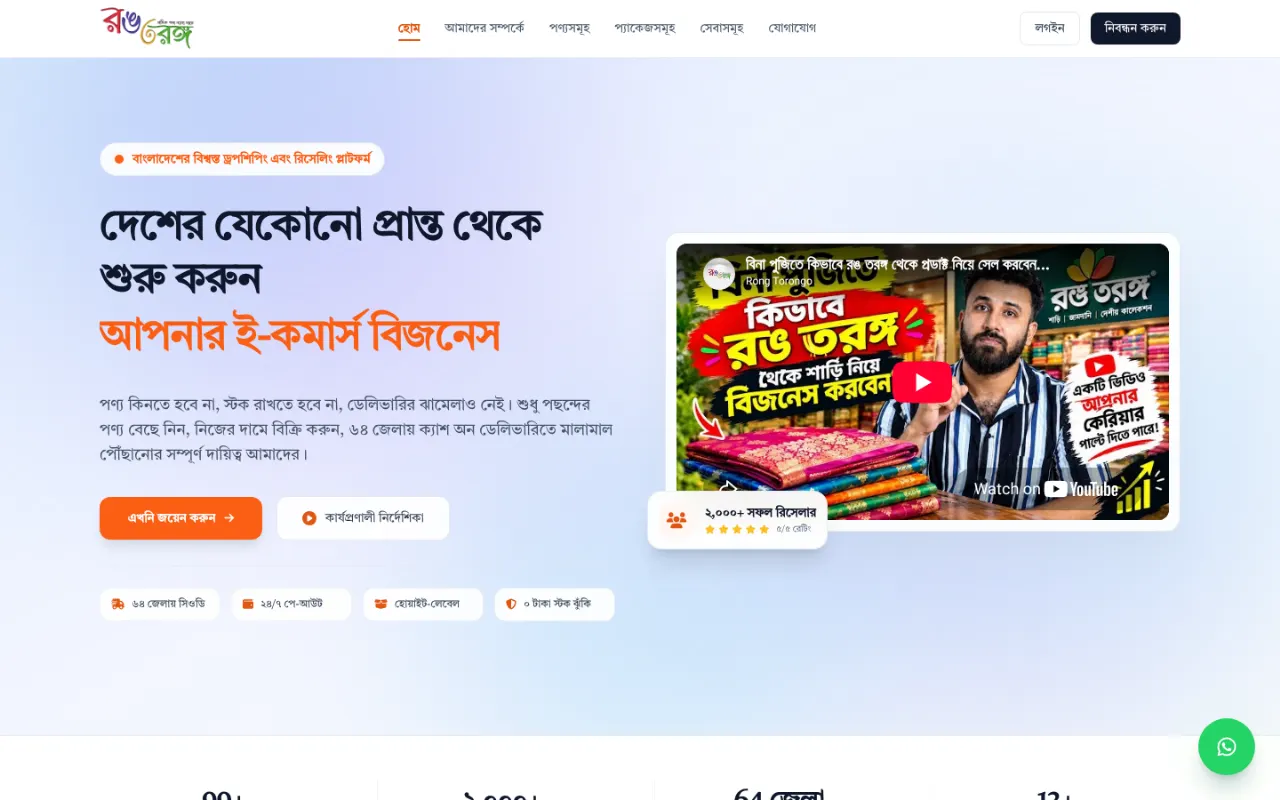 রঙ তরঙ্গ
হোম
আমাদের সম্পর্কে
পণ্যসমূহ
প্যাকেজসমূহ
সেবাসমূহ
যোগাযোগ
লগইন
নিবন্ধন করুন
বাংলাদেশের বিশ্বস্ত ড্রপশিপিং এবং রিসেলিং প্লাটফর্ম
দেশের যেকোনো প্রান্ত থেকে
শুরু করুন
আপনার ই-কমার্স বিজনেস
পণ্য কিনতে হবে না, স্টক রাখতে হবে না, ডেলিভারির ঝামেলাও নেই। শুধু পছন্দের
পণ্য বেছে নিন, নিজের দামে বিক্রি করুন, ৬৪ জেলায় ক্যাশ অন ডেলিভারিতে মালামাল
পৌঁছানোর সম্পূর্ণ দায়িত্ব আমাদের।
এখনি জয়েন করুন
কার্যপ্রণালী নির্দেশিকা
৬৪ জেলায় সিওডি
২৪/৭ পে-আউট
হোয়াইট-লেবেল
০ টাকা স্টক ঝুঁকি
বিনা পুঁজিতে কিভাবে রঙ তরঙ্গ থেকে প্রডাক্ট নিয়ে সেল করবেন...
Rong Torongo
বিনা পুঁজিতে
কিভাবে
রঙ তরঙ্গ
থেকে শাড়ি নিয়ে
বিজনেস করবেন
রঙ তরঙ্গ
শাড়ি | জামদানি | দেশীয় কালেকশন
একটি ভিডিও
আপনার
কেরিয়ার
পাল্টে দিতে পারে!
Watch on YouTube
২,০০০+ সফল রিসেলার
৫/৫ রেটিং
64 জেলা